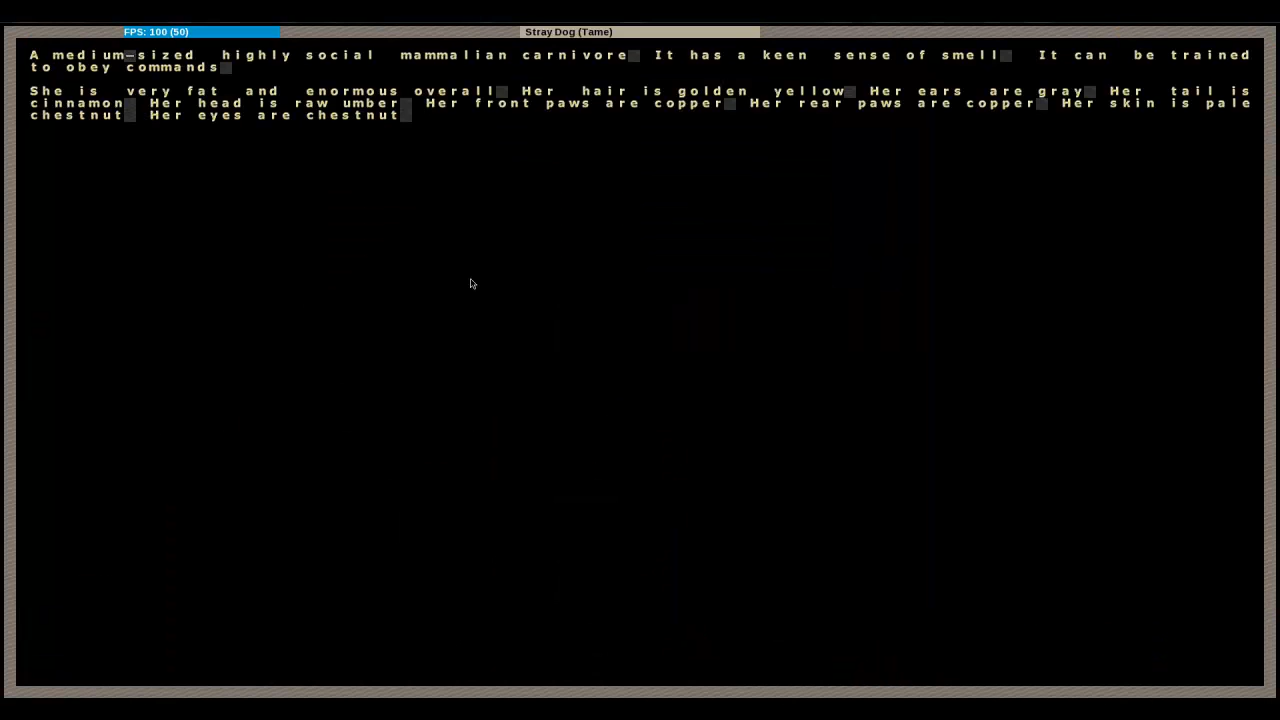 FPS: 100 (50)
Stray Dog (Tame)
A medium-sized highly social mammalian carnivore. It has a keen sense of smell. It can be trained
to obey commands.
She is very fat and enormous overall. Her hair is golden yellow. Her ears are gray. Her tail is
cinnamon. Her head is raw umber. Her front paws are copper. Her rear paws are copper. Her skin is pale
chestnut. Her eyes are chestnut.